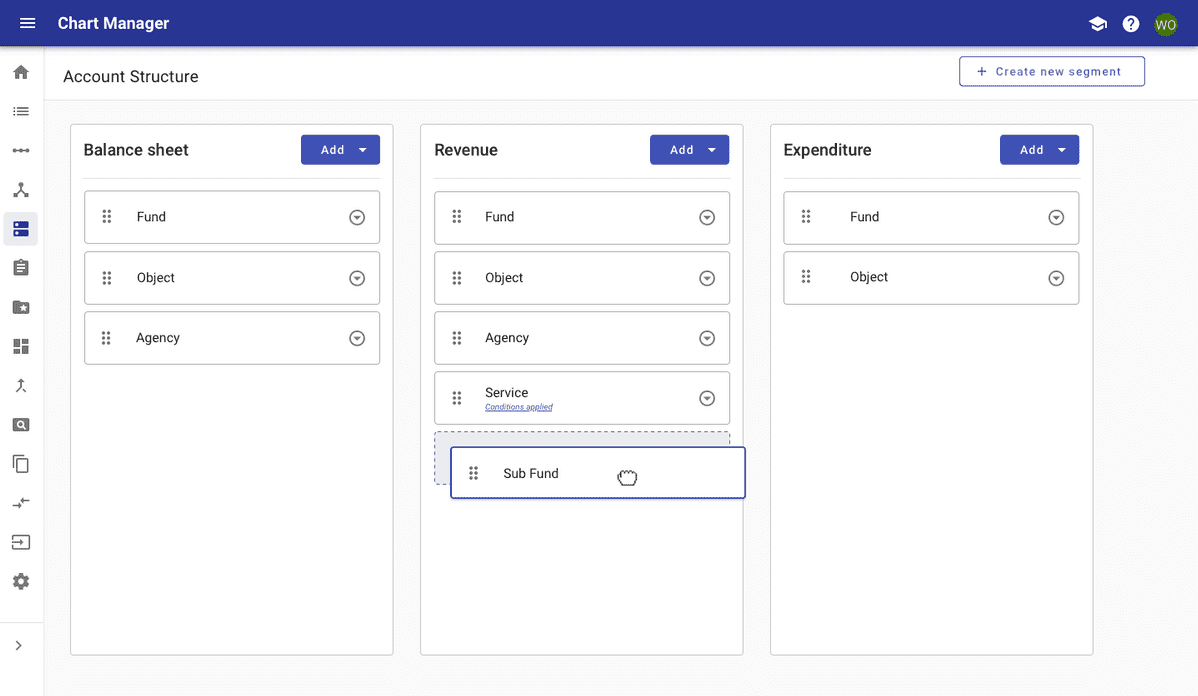 Chart Manager
WO
Account Structure
+ Create new segment
Balance sheet
Add
Fund
Object
Agency
Revenue
Add
Fund
Object
Agency
Service
Conditions applied
Sub Fund
Expenditure
Add
Fund
Object